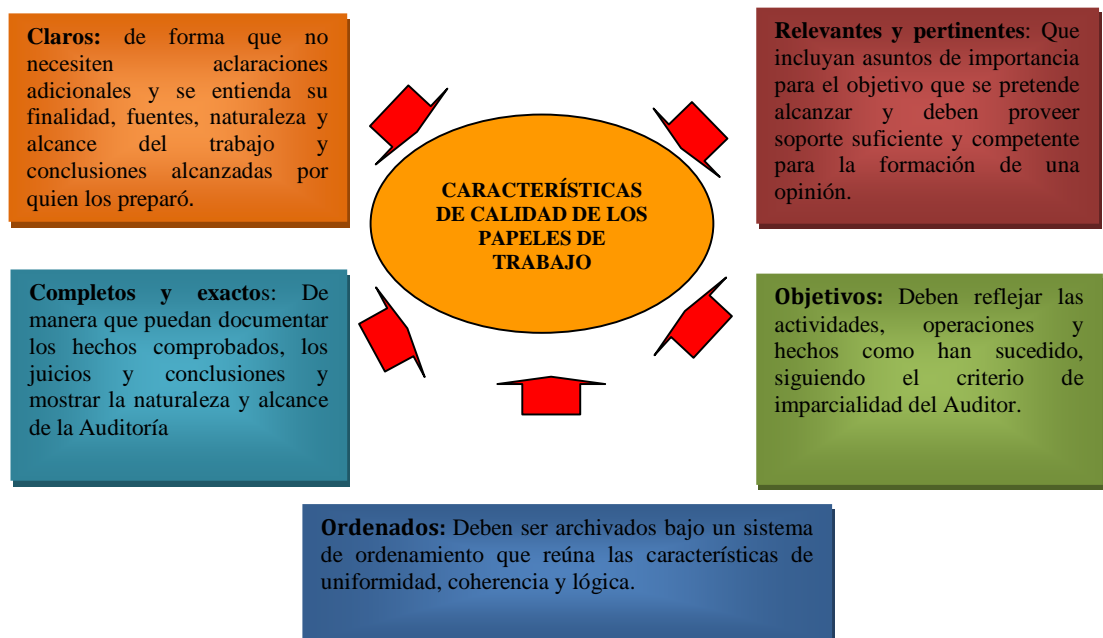 Claros: de forma que no
necesiten aclaraciones
adicionales y se entienda su
finalidad, fuentes, naturaleza y
alcance del trabajo y
conclusiones alcanzadas por
quien los preparó.
Relevantes y pertinentes: Que
incluyan asuntos de importancia
para el objetivo que se pretende
alcanzar y deben proveer
soporte suficiente y competente
para la formación de una
opinión.
CARACTERÍSTICAS
DE CALIDAD DE LOS
PAPELES DE
TRABAJO
Completos y exactos: De
manera que puedan documentar
los hechos comprobados, los
juicios y conclusiones y
mostrar la naturaleza y alcance
de la Auditoría
Objetivos: Deben reflejar las
actividades, operaciones y
hechos como han sucedido,
siguiendo el criterio de
imparcialidad del Auditor.
Ordenados: Deben ser archivados bajo un sistema
de ordenamiento que reúna las características de
uniformidad, coherencia y lógica.